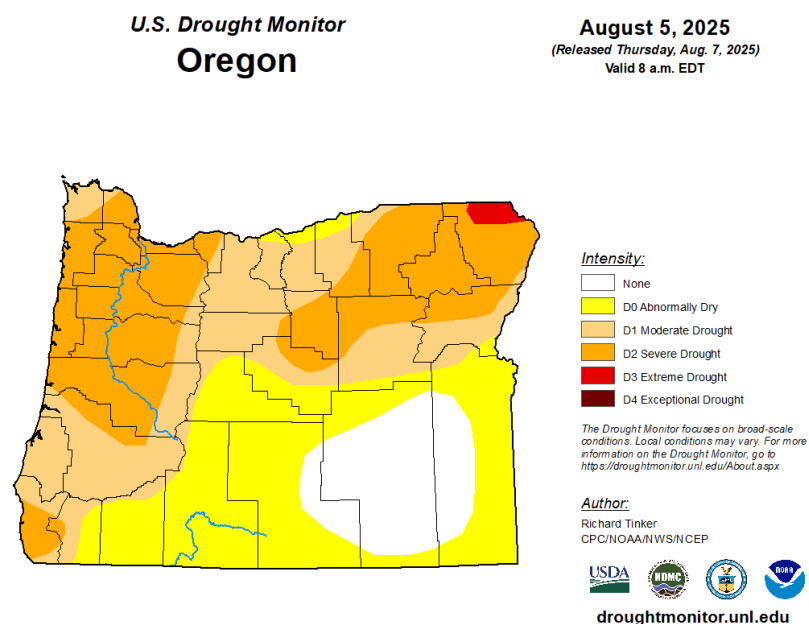 U.S. Drought Monitor
Oregon
August 5, 2025
(Released Thursday, Aug. 7, 2025)
Valid 8 a.m. EDT
Intensity:
None
D0 Abnormally Dry
D1 Moderate Drought
D2 Severe Drought
D3 Extreme Drought
D4 Exceptional Drought
The Drought Monitor focuses on broad-scale
conditions. Local conditions may vary. For more
information on the Drought Monitor, go to
https://droughtmonitor.unl.edu/About.aspx
Author:
Richard Tinker
CPC/NOAA/NWS/NCEP
USDA
NDMC
NOAA
droughtmonitor.unl.edu